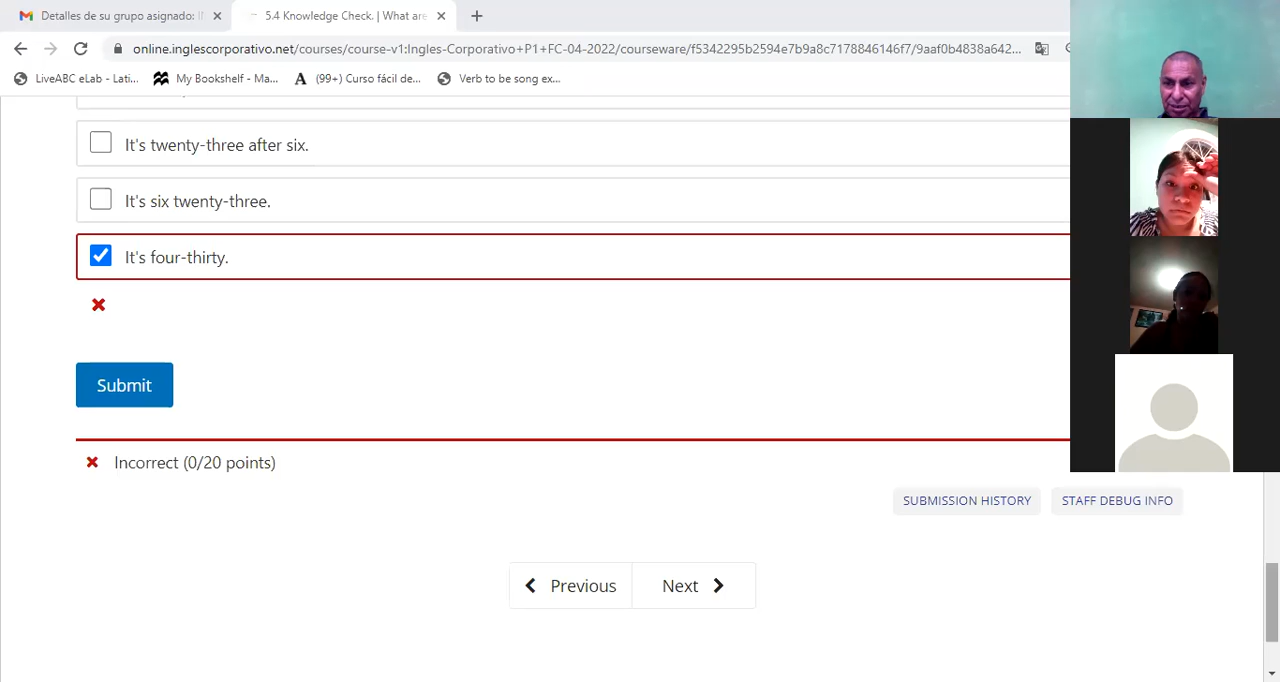 Detalles de su grupo asignado: I
5.4 Knowledge Check. | What are
online.inglescorporativo.net/courses/course-v1:Ingles-Corporativo+P1+FC-04-2022/courseware/f5342295b2594e7b9a8c7178846146f7/9aaf0b4838a642...
LiveABC eLab - Lati...
My Bookshelf - Ma...
(99+) Curso fácil de...
Verb to be song ex...
It's twenty-three after six.
It's six twenty-three.
It's four-thirty.
Submit
Incorrect (0/20 points)
SUBMISSION HISTORY
STAFF DEBUG INFO
Previous
Next